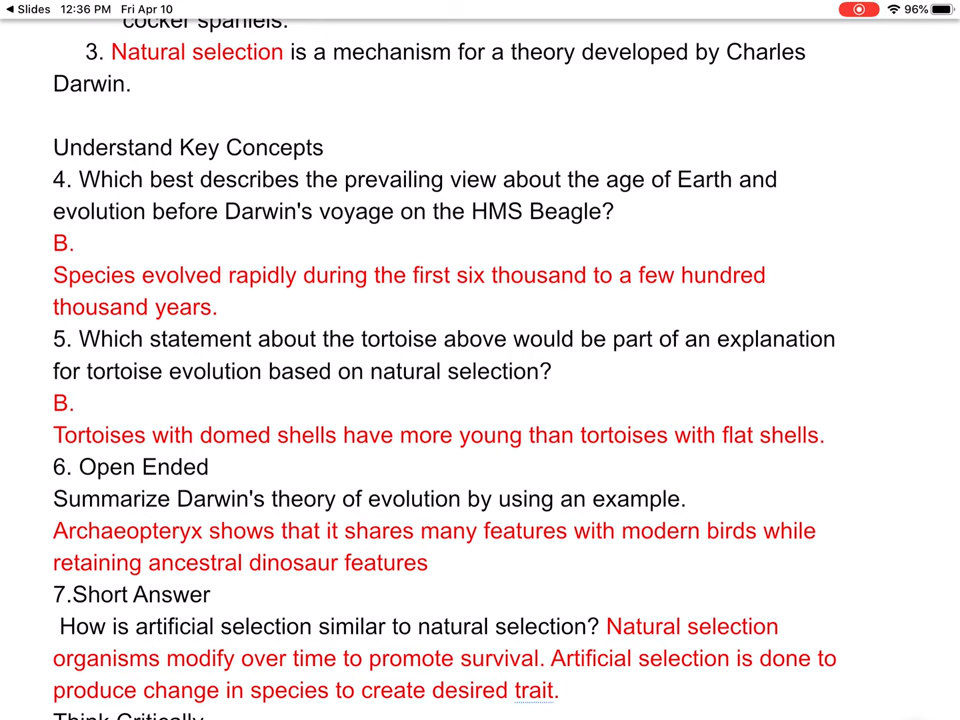 Slides 12:36 PM Fri Apr 10 96%
cocker spaniels.
3. Natural selection is a mechanism for a theory developed by Charles
Darwin.
Understand Key Concepts
4. Which best describes the prevailing view about the age of Earth and
evolution before Darwin's voyage on the HMS Beagle?
B.
Species evolved rapidly during the first six thousand to a few hundred
thousand years.
5. Which statement about the tortoise above would be part of an explanation
for tortoise evolution based on natural selection?
B.
Tortoises with domed shells have more young than tortoises with flat shells.
6. Open Ended
Summarize Darwin's theory of evolution by using an example.
Archaeopteryx shows that it shares many features with modern birds while
retaining ancestral dinosaur features
7.Short Answer
How is artificial selection similar to natural selection? Natural selection
organisms modify over time to promote survival. Artificial selection is done to
produce change in species to create desired trait.
Think Critically